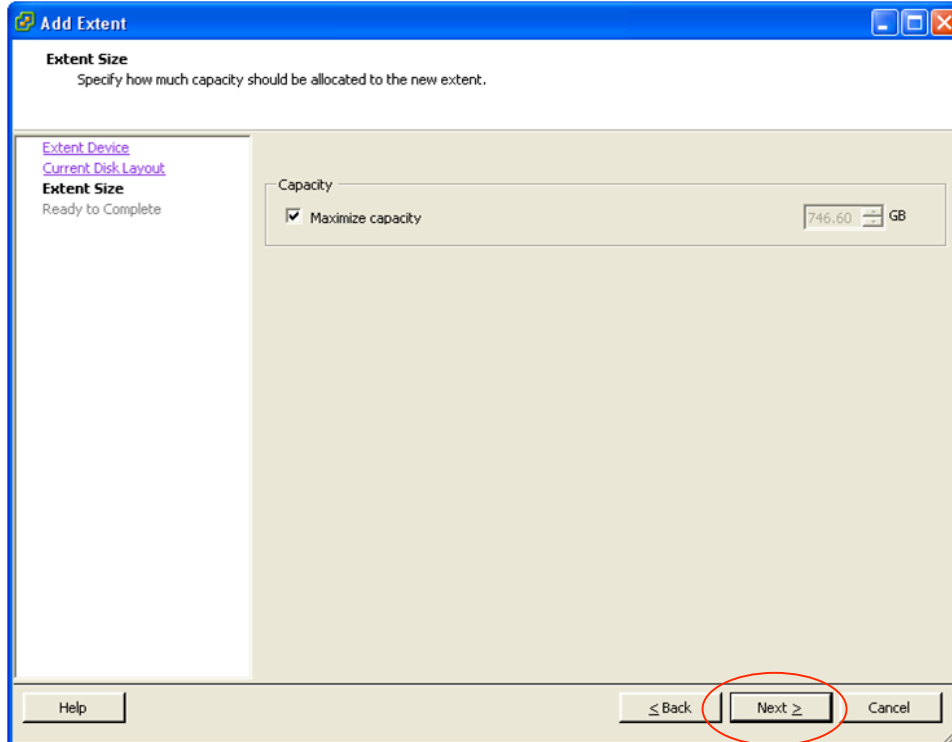 Add Extent
Extent Size
Specify how much capacity should be allocated to the new extent.
Extent Device
Current Disk Layout
Extent Size
Ready to Complete
Capacity
Maximize capacity
746.60 GB
Help
< Back
Next >
Cancel